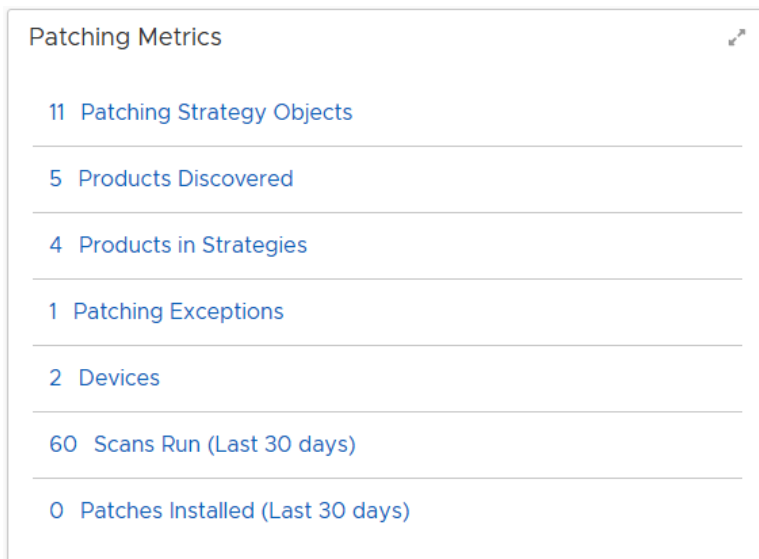 Patching Metrics
11 Patching Strategy Objects
5 Products Discovered
4 Products in Strategies
1 Patching Exceptions
2 Devices
60 Scans Run (Last 30 days)
0 Patches Installed (Last 30 days)